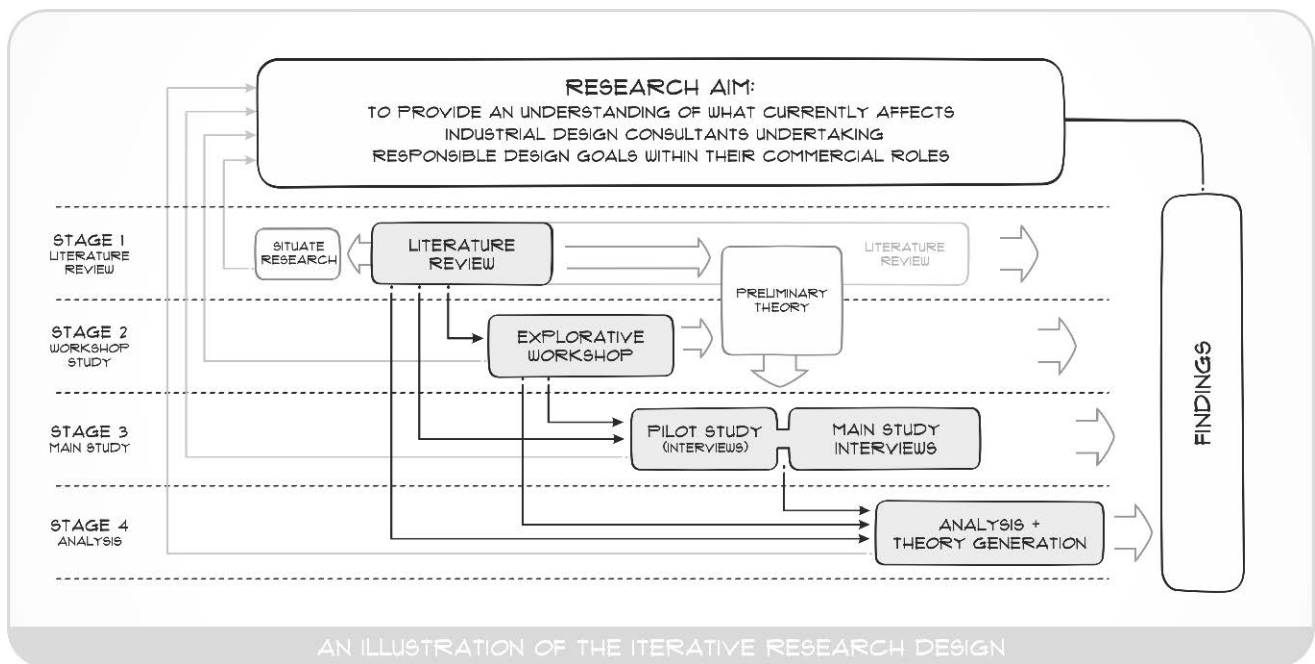 RESEARCH AIM:
TO PROVIDE AN UNDERSTANDING OF WHAT CURRENTLY AFFECTS
INDUSTRIAL DESIGN CONSULTANTS UNDERTAKING
RESPONSIBLE DESIGN GOALS WITHIN THEIR COMMERCIAL ROLES
STAGE 1
LITERATURE
REVIEW
SITUATE
RESEARCH
LITERATURE
REVIEW
LITERATURE
REVIEW
PRELIMINARY
THEORY
STAGE 2
WORKSHOP
STUDY
EXPLORATIVE
WORKSHOP
STAGE 3
MAIN STUDY
PILOT STUDY
(INTERVIEWS)
MAIN STUDY
INTERVIEWS
STAGE 4
ANALYSIS
ANALYSIS +
THEORY GENERATION
FINDINGS
AN ILLUSTRATION OF THE ITERATIVE RESEARCH DESIGN